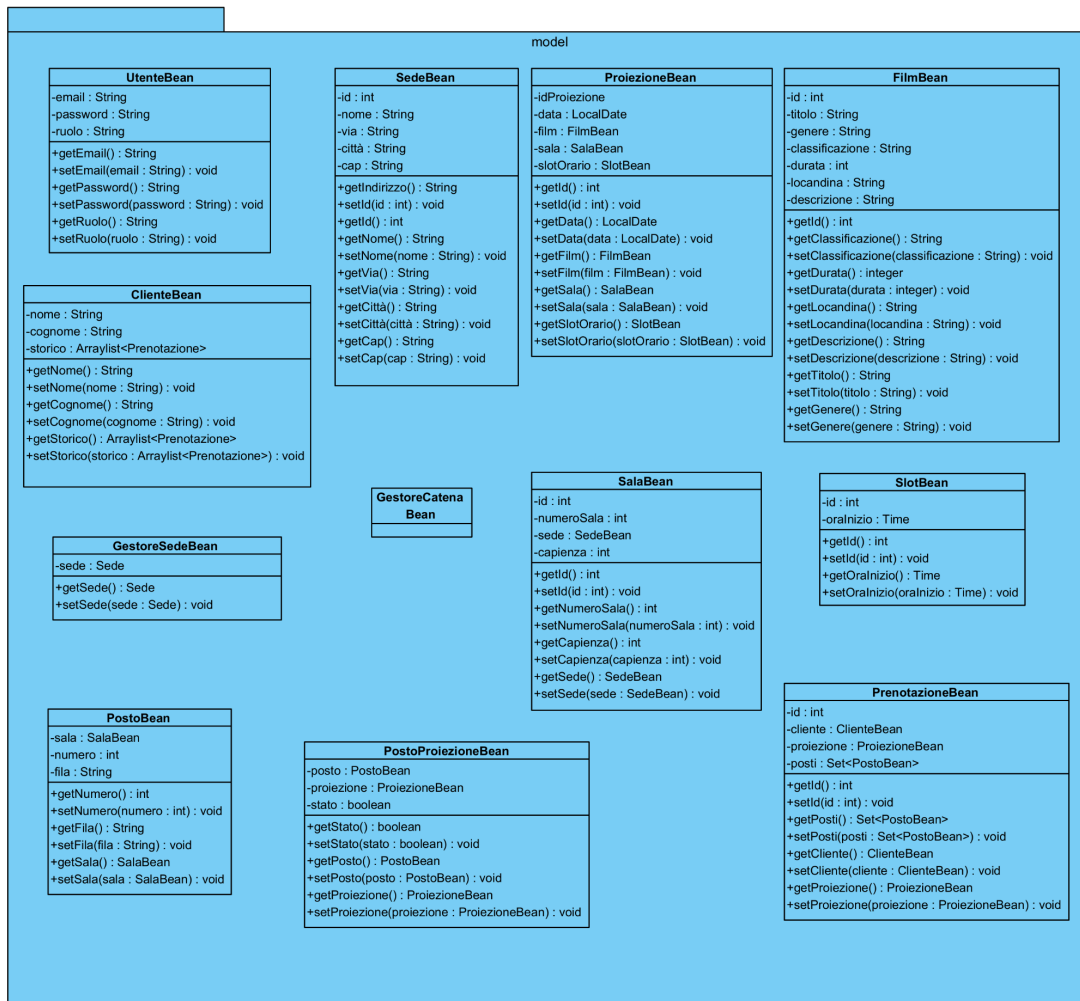 model
UtenteBean
-email : String
-password : String
-ruolo : String
+getEmail() : String
+setEmail(email : String) : void
+getPassword() : String
+setPassword(password : String) : void
+getRuolo() : String
+setRuolo(ruolo : String) : void
SedeBean
-id : int
-nome : String
-via : String
-città : String
-cap : String
+getIndirizzo() : String
+setId(id : int) : void
+getId() : int
+getNome() : String
+setNome(nome : String) : void
+getVia() : String
+setVia(via : String) : void
+getCittà() : String
+setCittà(città : String) : void
+getCap() : String
+setCap(cap : String) : void
ProiezioneBean
-idProiezione
-data : LocalDate
-film : FilmBean
-sala : SalaBean
-slotOrario : SlotBean
+getId() : int
+setId(id : int) : void
+getData() : LocalDate
+setData(data : LocalDate) : void
+getFilm() : FilmBean
+setFilm(film : FilmBean) : void
+getSala() : SalaBean
+setSala(sala : SalaBean) : void
+getSlotOrario() : SlotBean
+setSlotOrario(slotOrario : SlotBean) : void
FilmBean
-id : int
-titolo : String
-genere : String
-classificazione : String
-durata : int
-locandina : String
-descrizione : String
+getId() : int
+getClassificazione() : String
+setClassificazione(classificazione : String) : void
+getDurata() : integer
+setDurata(durata : integer) : void
+getLocandina() : String
+setLocandina(locandina : String) : void
+getDescrizione() : String
+setDescrizione(descrizione : String) : void
+getTitolo() : String
+setTitolo(titolo : String) : void
+getGenere() : String
+setGenere(genere : String) : void
ClienteBean
-nome : String
-cognome : String
-storico : Arraylist<Prenotazione>
+getNome() : String
+setNome(nome : String) : void
+getCognome() : String
+setCognome(cognome : String) : void
+getStorico() : Arraylist<Prenotazione>
+setStorico(storico : Arraylist<Prenotazione>) : void
GestoreCatena
Bean
SalaBean
-id : int
-numeroSala : int
-sede : SedeBean
-capienza : int
+getId() : int
+setId(id : int) : void
+getNumeroSala() : int
+setNumeroSala(numeroSala : int) : void
+getCapienza() : int
+setCapienza(capienza : int) : void
+getSede() : SedeBean
+setSede(sede : SedeBean) : void
SlotBean
-id : int
-oraInizio : Time
+getId() : int
+setId(id : int) : void
+getOraInizio() : Time
+setOraInizio(oraInizio : Time) : void
GestoreSedeBean
-sede : Sede
+getSede() : Sede
+setSede(sede : Sede) : void
PostoBean
-sala : SalaBean
-numero : int
-fila : String
+getNumero() : int
+setNumero(numero : int) : void
+getFila() : String
+setFila(fila : String) : void
+getSala() : SalaBean
+setSala(sala : SalaBean) : void
PostoProiezioneBean
-posto : PostoBean
-proiezione : ProiezioneBean
-stato : boolean
+getStato() : boolean
+setStato(stato : boolean) : void
+getPosto() : PostoBean
+setPosto(posto : PostoBean) : void
+getProiezione() : ProiezioneBean
+setProiezione(proiezione : ProiezioneBean) : void
PrenotazioneBean
-id : int
-cliente : ClienteBean
-proiezione : ProiezioneBean
-posti : Set<PostoBean>
+getId() : int
+setId(id : int) : void
+getPosti() : Set<PostoBean>
+setPosti(posti : Set<PostoBean>) : void
+getCliente() : ClienteBean
+setCliente(cliente : ClienteBean) : void
+getProiezione() : ProiezioneBean
+setProiezione(proiezione : ProiezioneBean) : void